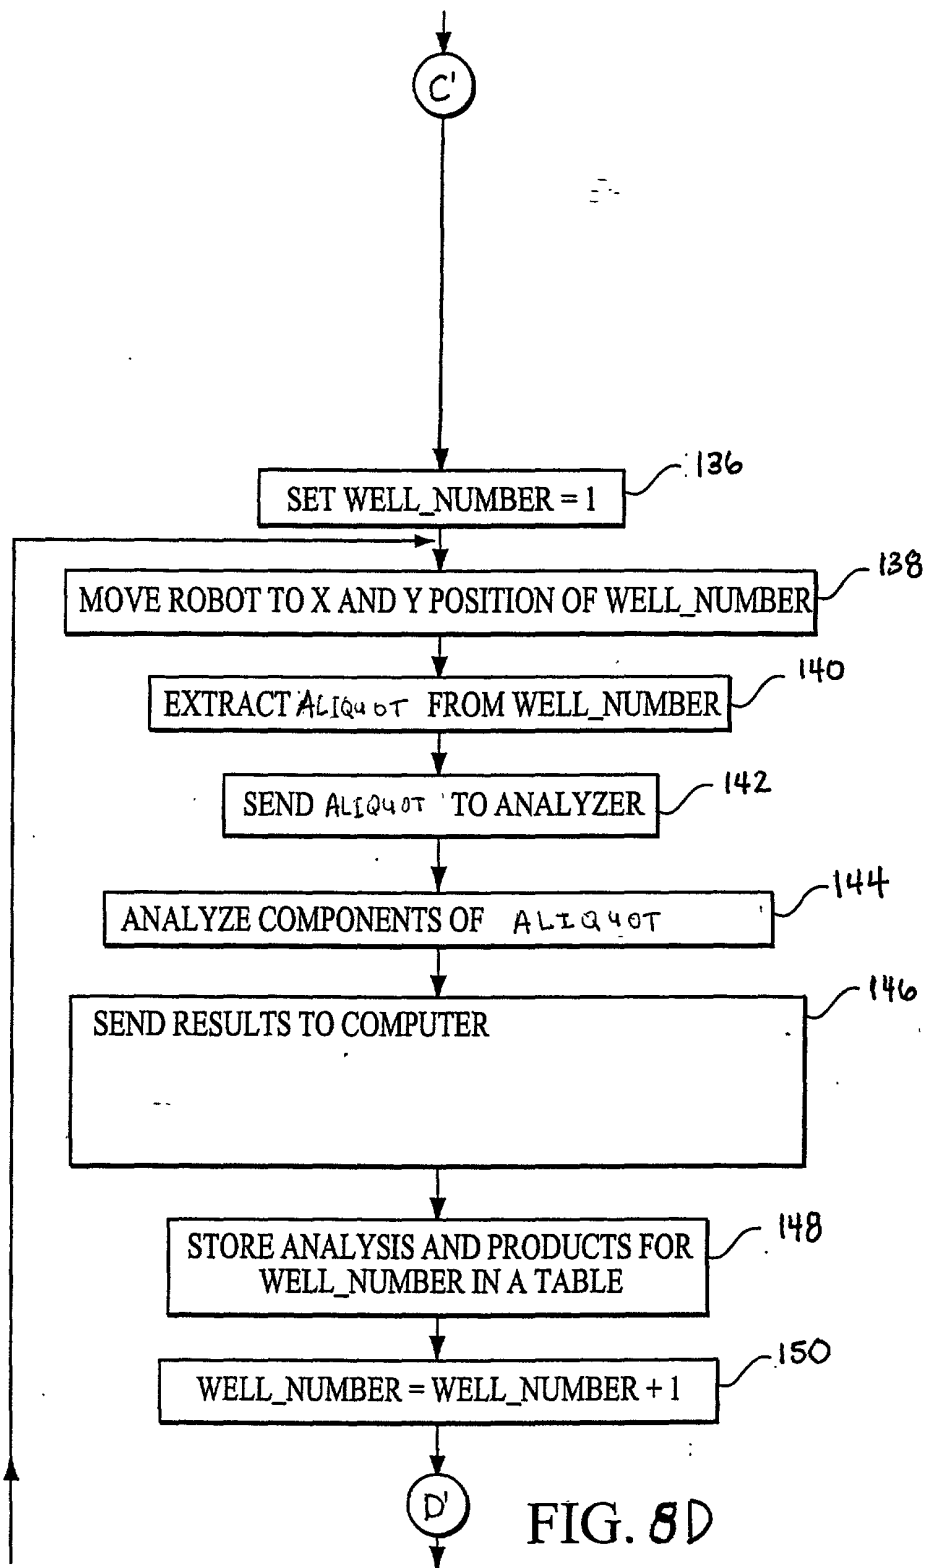 C'
136
SET WELL_NUMBER = 1
138
MOVE ROBOT TO X AND Y POSITION OF WELL_NUMBER
140
EXTRACT ALIQUOT FROM WELL_NUMBER
142
SEND ALIQUOT TO ANALYZER
144
ANALYZE COMPONENTS OF ALIQUOT
146
SEND RESULTS TO COMPUTER
148
STORE ANALYSIS AND PRODUCTS FOR
WELL_NUMBER IN A TABLE
150
WELL_NUMBER = WELL_NUMBER + 1
D'
FIG. 8D